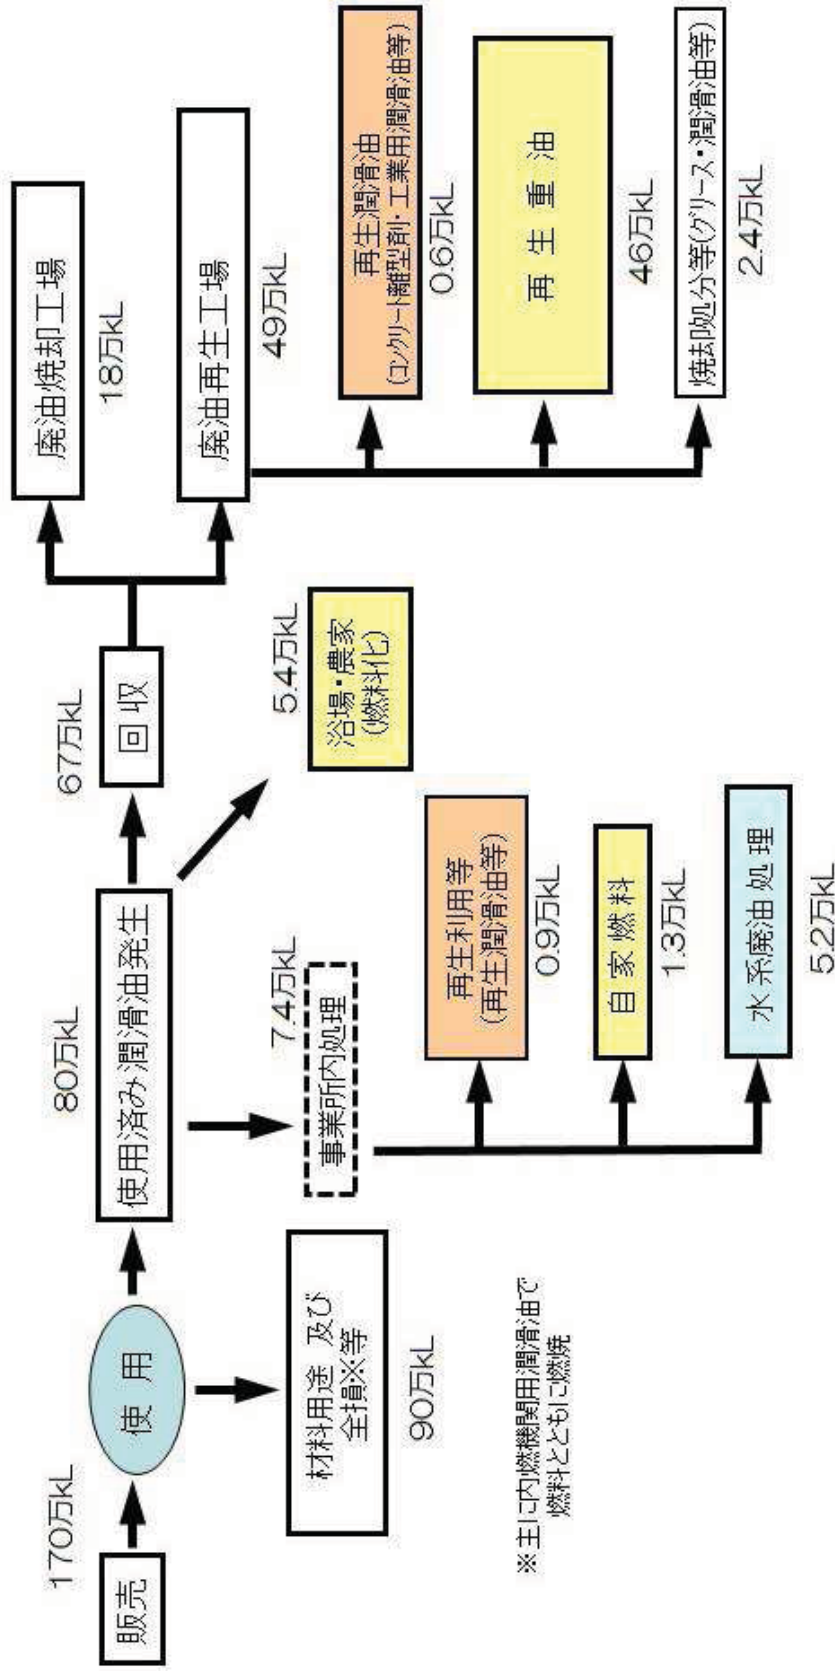 販売
170万kL
使用
材料用途 及び
全損※等
90万kL
※主に内燃機関用潤滑油で
燃料とともに燃焼
80万kL
使用済み潤滑油発生
7.4万kL
事業所内処理
再生利用等
(再生潤滑油等)
0.9万kL
自家燃料
1.3万kL
水系廃油処理
5.2万kL
5.4万kL
浴場・農家
(燃料化)
67万kL
回収
廃油焼却工場
18万kL
廃油再生工場
49万kL
再生潤滑油
(コンクリート離型剤・工業用潤滑油等)
0.6万kL
再生重油
46万kL
焼却処分等(グリース・潤滑油等)
2.4万kL